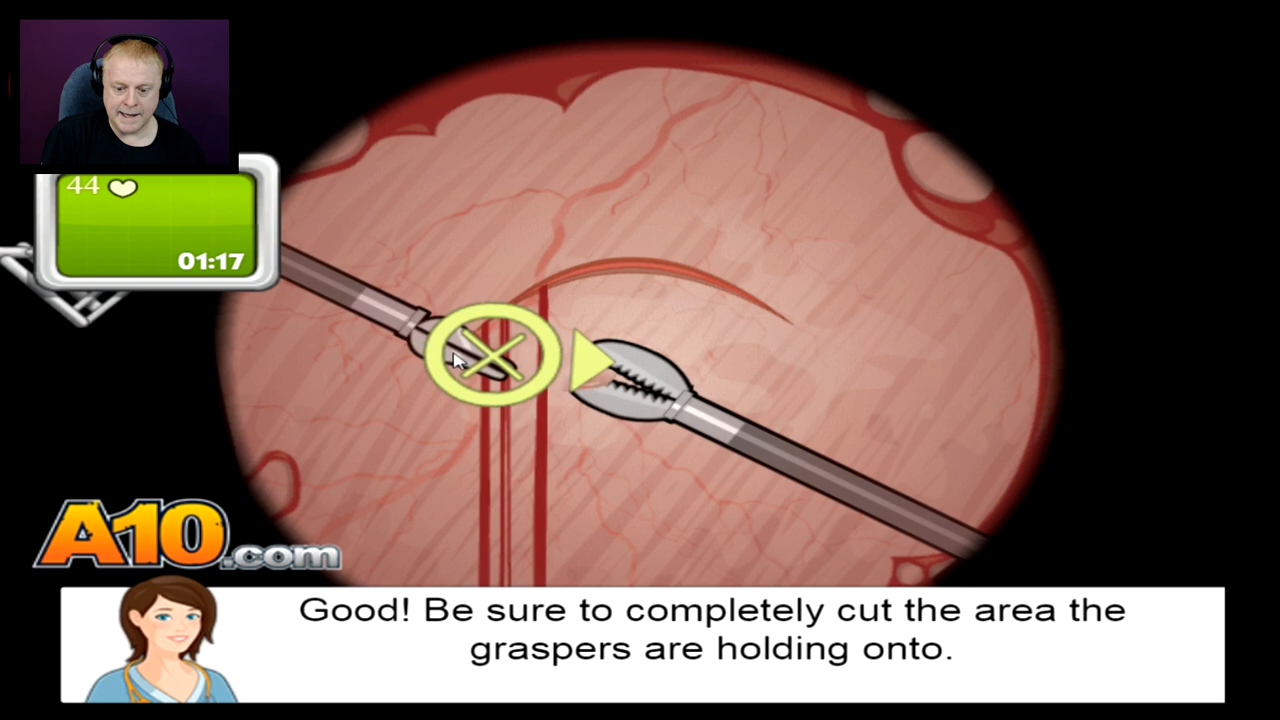 44
01:17
A10.com
Good! Be sure to completely cut the area the
graspers are holding onto.